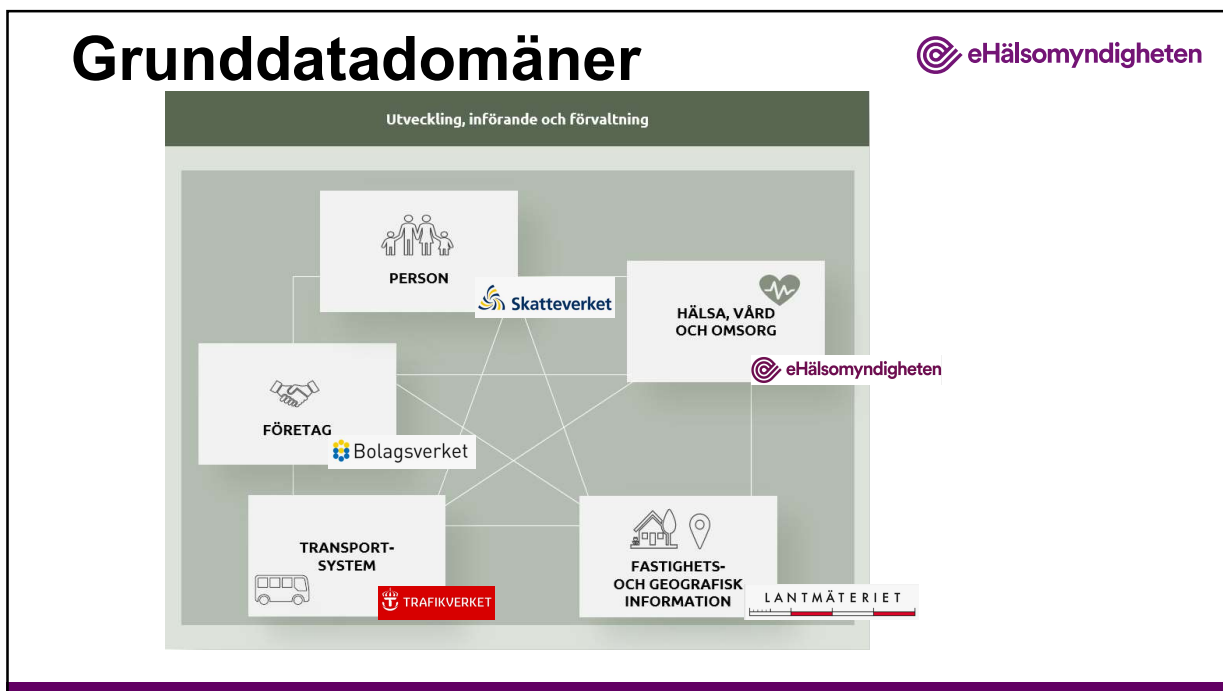 Grunddatadomäner
eHälsomyndigheten
Utveckling, införande och förvaltning
PERSON
Skatteverket
HÄLSA, VÅRD
OCH OMSORG
eHälsomyndigheten
FÖRETAG
Bolagsverket
TRANSPORT-
SYSTEM
TRAFIKVERKET
FASTIGHETS-
OCH GEOGRAFISK
INFORMATION
LANTMÄTERIET